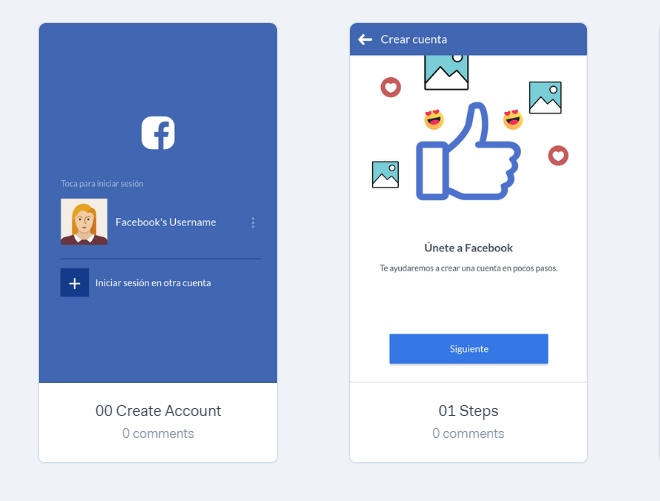 Toca para iniciar sesión
Facebook's Username
Iniciar sesión en otra cuenta
00 Create Account
0 comments
Crear cuenta
Únete a Facebook
Te ayudaremos a crear una cuenta en pocos pasos.
Siguiente
01 Steps
0 comments